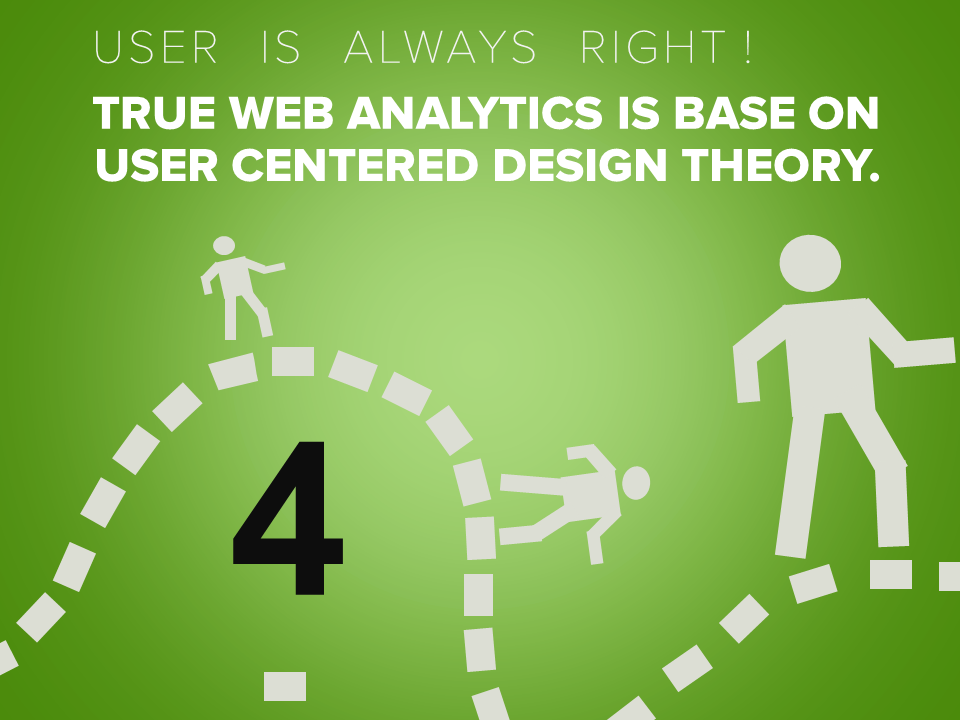 USER IS ALWAYS RIGHT !
TRUE WEB ANALYTICS IS BASE ON
USER CENTERED DESIGN THEORY.
4